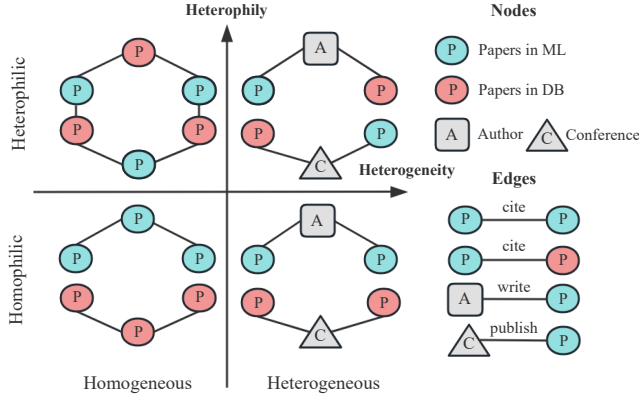 Heterophily
Heterophilic
P
P P
P P
P
A
P P
P P
C
Heterogeneity
Homophilic
P
P P
P P
P
A
P P
P P
C
Homogeneous
Heterogeneous
Nodes
P Papers in ML
P Papers in DB
A Author C Conference
Edges
P cite P
P cite P
A write P
C publish P